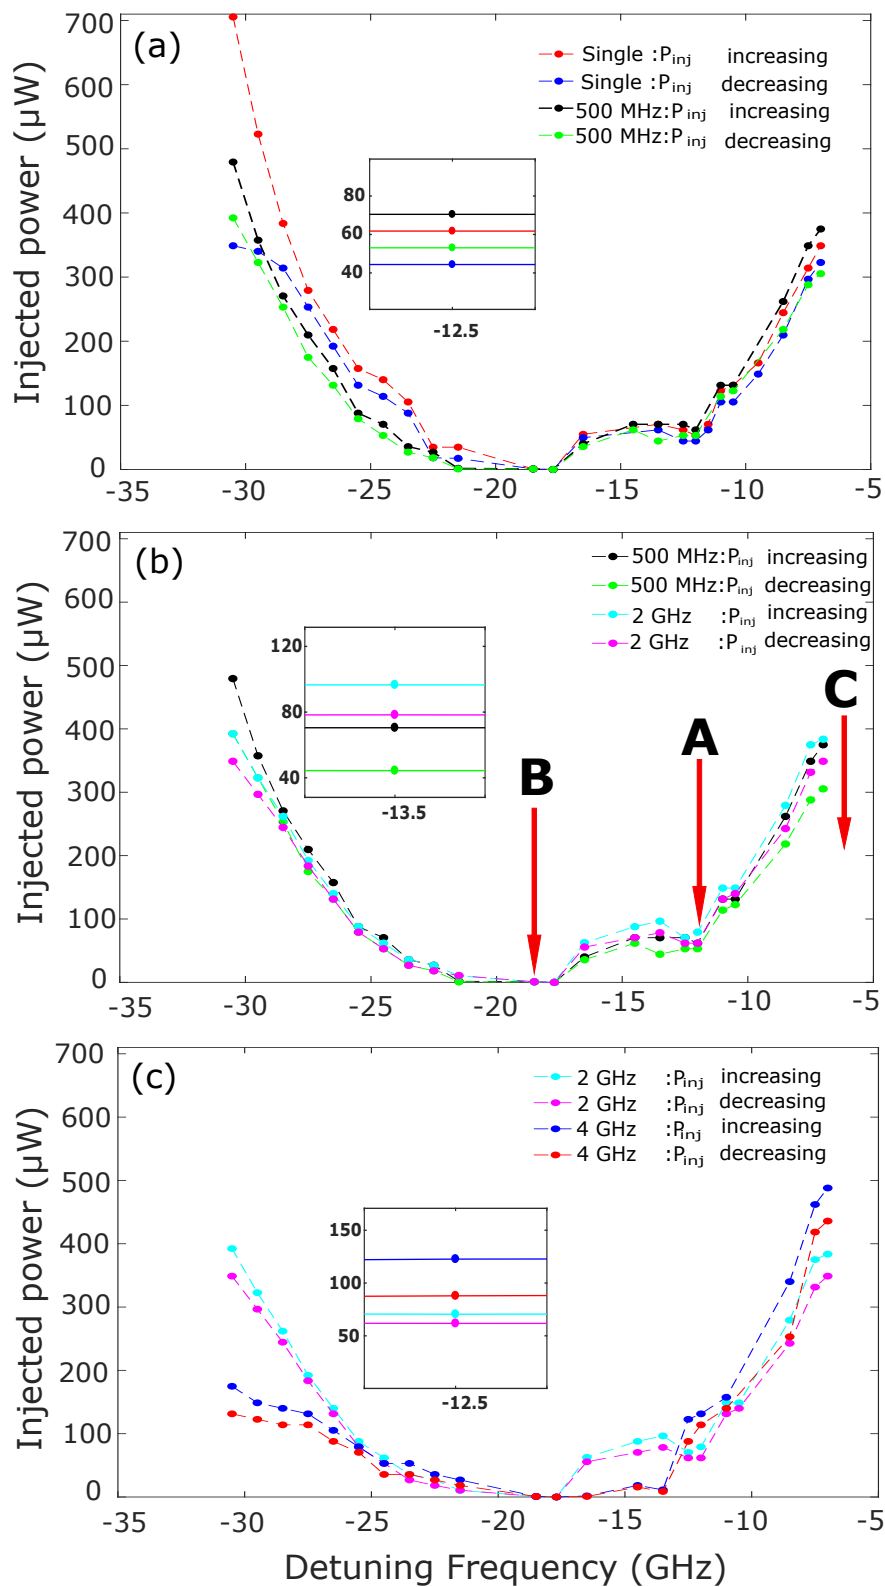 (a)
Single :Pinj increasing
Single :Pinj decreasing
500 MHz:Pinj increasing
500 MHz:Pinj decreasing
Injected power (µW)
700
600
500
400
300
200
100
0
80
60
40
-12.5
-35 -30 -25 -20 -15 -10 -5
(b)
500 MHz:Pinj increasing
500 MHz:Pinj decreasing
2 GHz :Pinj increasing
2 GHz :Pinj decreasing
Injected power (µW)
700
600
500
400
300
200
100
0
120
80
40
-13.5
B
A
C
-35 -30 -25 -20 -15 -10 -5
(c)
2 GHz :Pinj increasing
2 GHz :Pinj decreasing
4 GHz :Pinj increasing
4 GHz :Pinj decreasing
Injected power (µW)
700
600
500
400
300
200
100
0
150
100
50
-12.5
-35 -30 -25 -20 -15 -10 -5
Detuning Frequency (GHz)